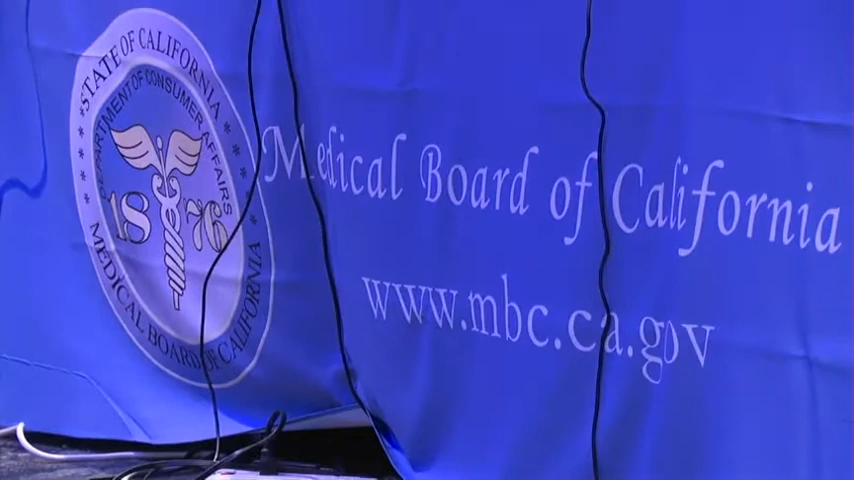 STATE OF CALIFORNIA
DEPARTMENT OF CONSUMER AFFAIRS
1876
MEDICAL BOARD OF CALIFORNIA
Medical Board of California
www.mbc.ca.gov